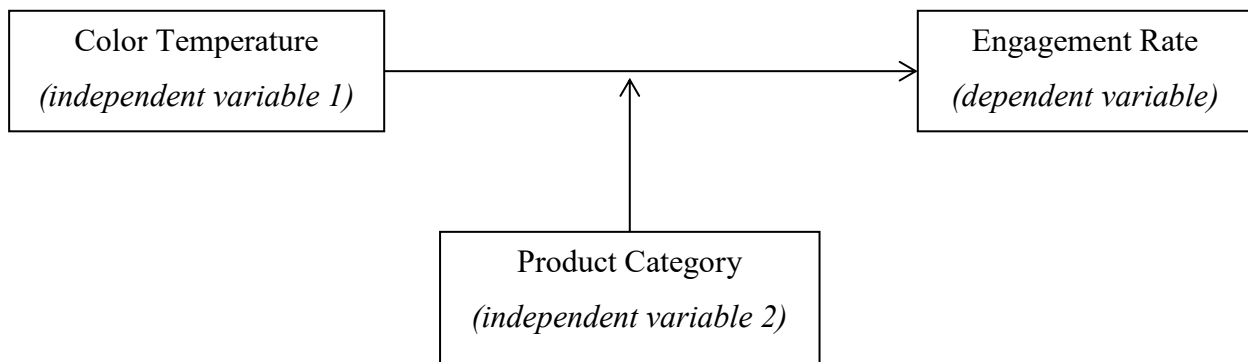 Color Temperature
(independent variable 1)
Engagement Rate
(dependent variable)
Product Category
(independent variable 2)